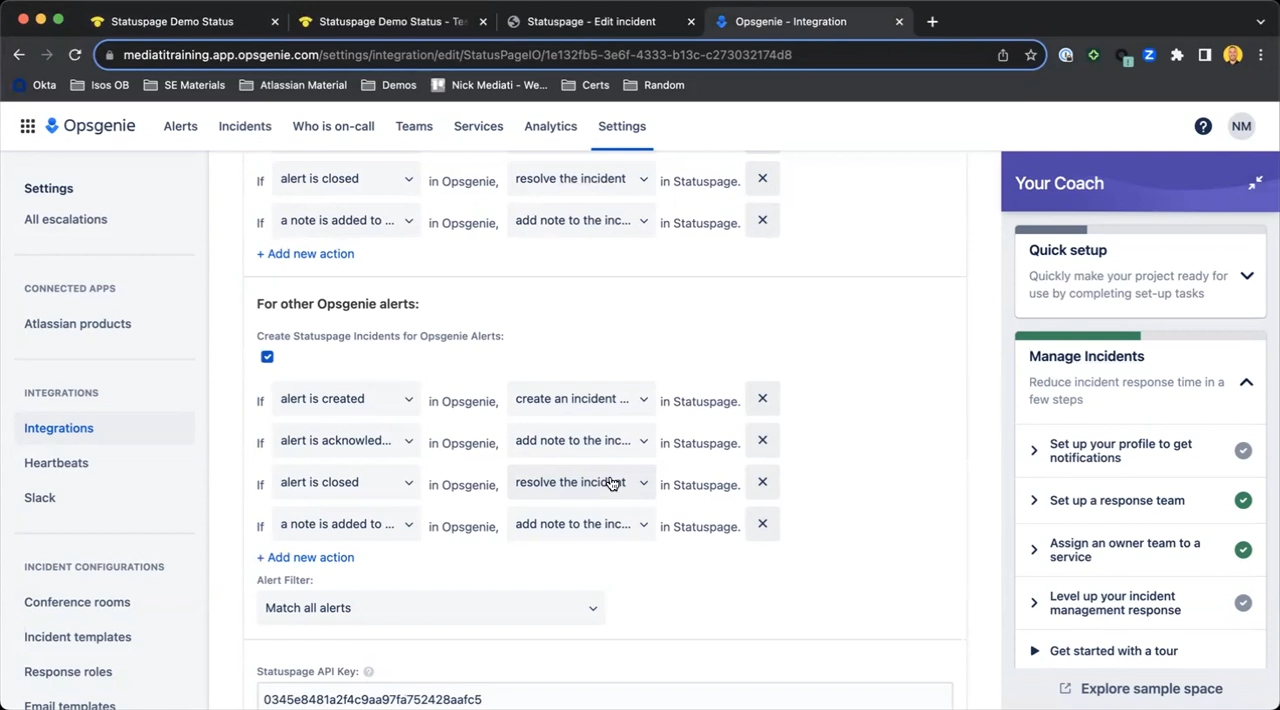 Statuspage Demo Status
Statuspage Demo Status - Tes
Statuspage - Edit incident
Opsgenie - Integration
mediatitraining.app.opsgenie.com/settings/integration/edit/StatusPageIO/1e132fb5-3e6f-4333-b13c-c273032174d8
Okta
Isos OB
SE Materials
Atlassian Material
Demos
Nick Mediati - We...
Certs
Random
Opsgenie
Alerts
Incidents
Who is on-call
Teams
Services
Analytics
Settings
NM
Settings
All escalations
CONNECTED APPS
Atlassian products
INTEGRATIONS
Integrations
Heartbeats
Slack
INCIDENT CONFIGURATIONS
Conference rooms
Incident templates
Response roles
Email templates
If alert is closed in Opsgenie, resolve the incident in Statuspage.
If a note is added to ... in Opsgenie, add note to the inc... in Statuspage.
+ Add new action
For other Opsgenie alerts:
Create Statuspage Incidents for Opsgenie Alerts:
If alert is created in Opsgenie, create an incident ... in Statuspage.
If alert is acknowled... in Opsgenie, add note to the inc... in Statuspage.
If alert is closed in Opsgenie, resolve the incident in Statuspage.
If a note is added to ... in Opsgenie, add note to the inc... in Statuspage.
+ Add new action
Alert Filter:
Match all alerts
Statuspage API Key:
0345e8481a2f4c9aa97fa752428aafc5
Your Coach
Quick setup
Quickly make your project ready for
use by completing set-up tasks
Manage Incidents
Reduce incident response time in a
few steps
Set up your profile to get
notifications
Set up a response team
Assign an owner team to a
service
Level up your incident
management response
Get started with a tour
Explore sample space